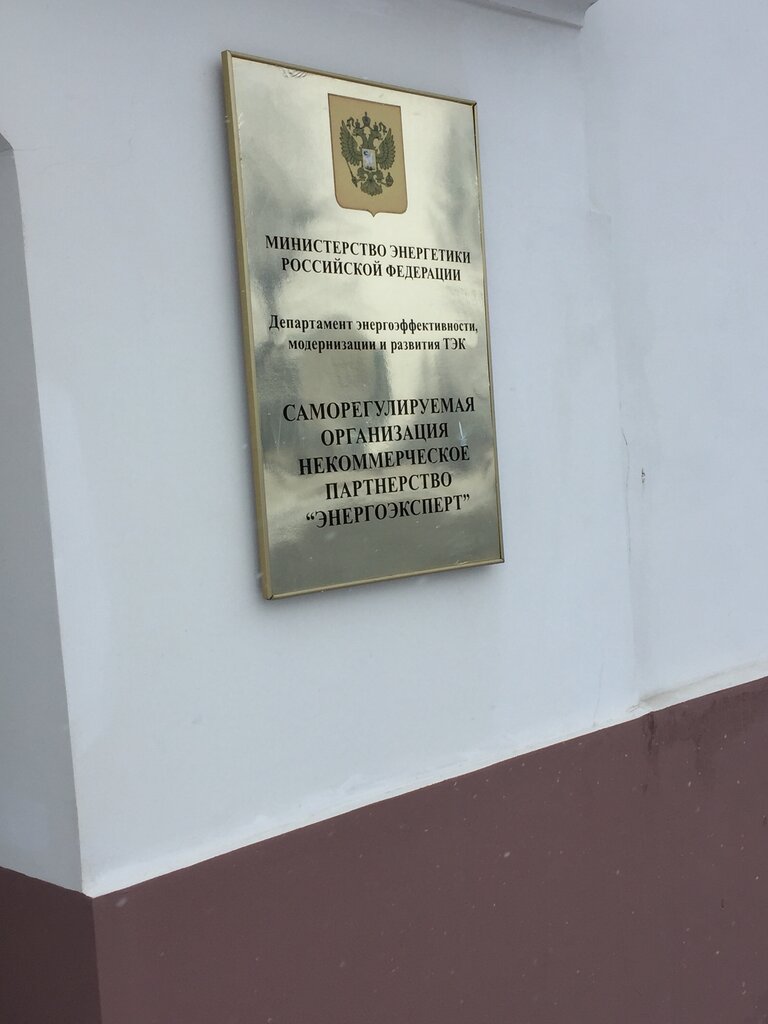 МИНИСТЕРСТВО ЭНЕРГЕТИКИ
РОССИЙСКОЙ ФЕДЕРАЦИИ
Департамент энергоэффективности,
модернизации и развития ТЭК
САМОРЕГУЛИРУЕМАЯ
ОРГАНИЗАЦИЯ
НЕКОММЕРЧЕСКОЕ
ПАРТНЕРСТВО
“ЭНЕРГОЭКСПЕРТ”